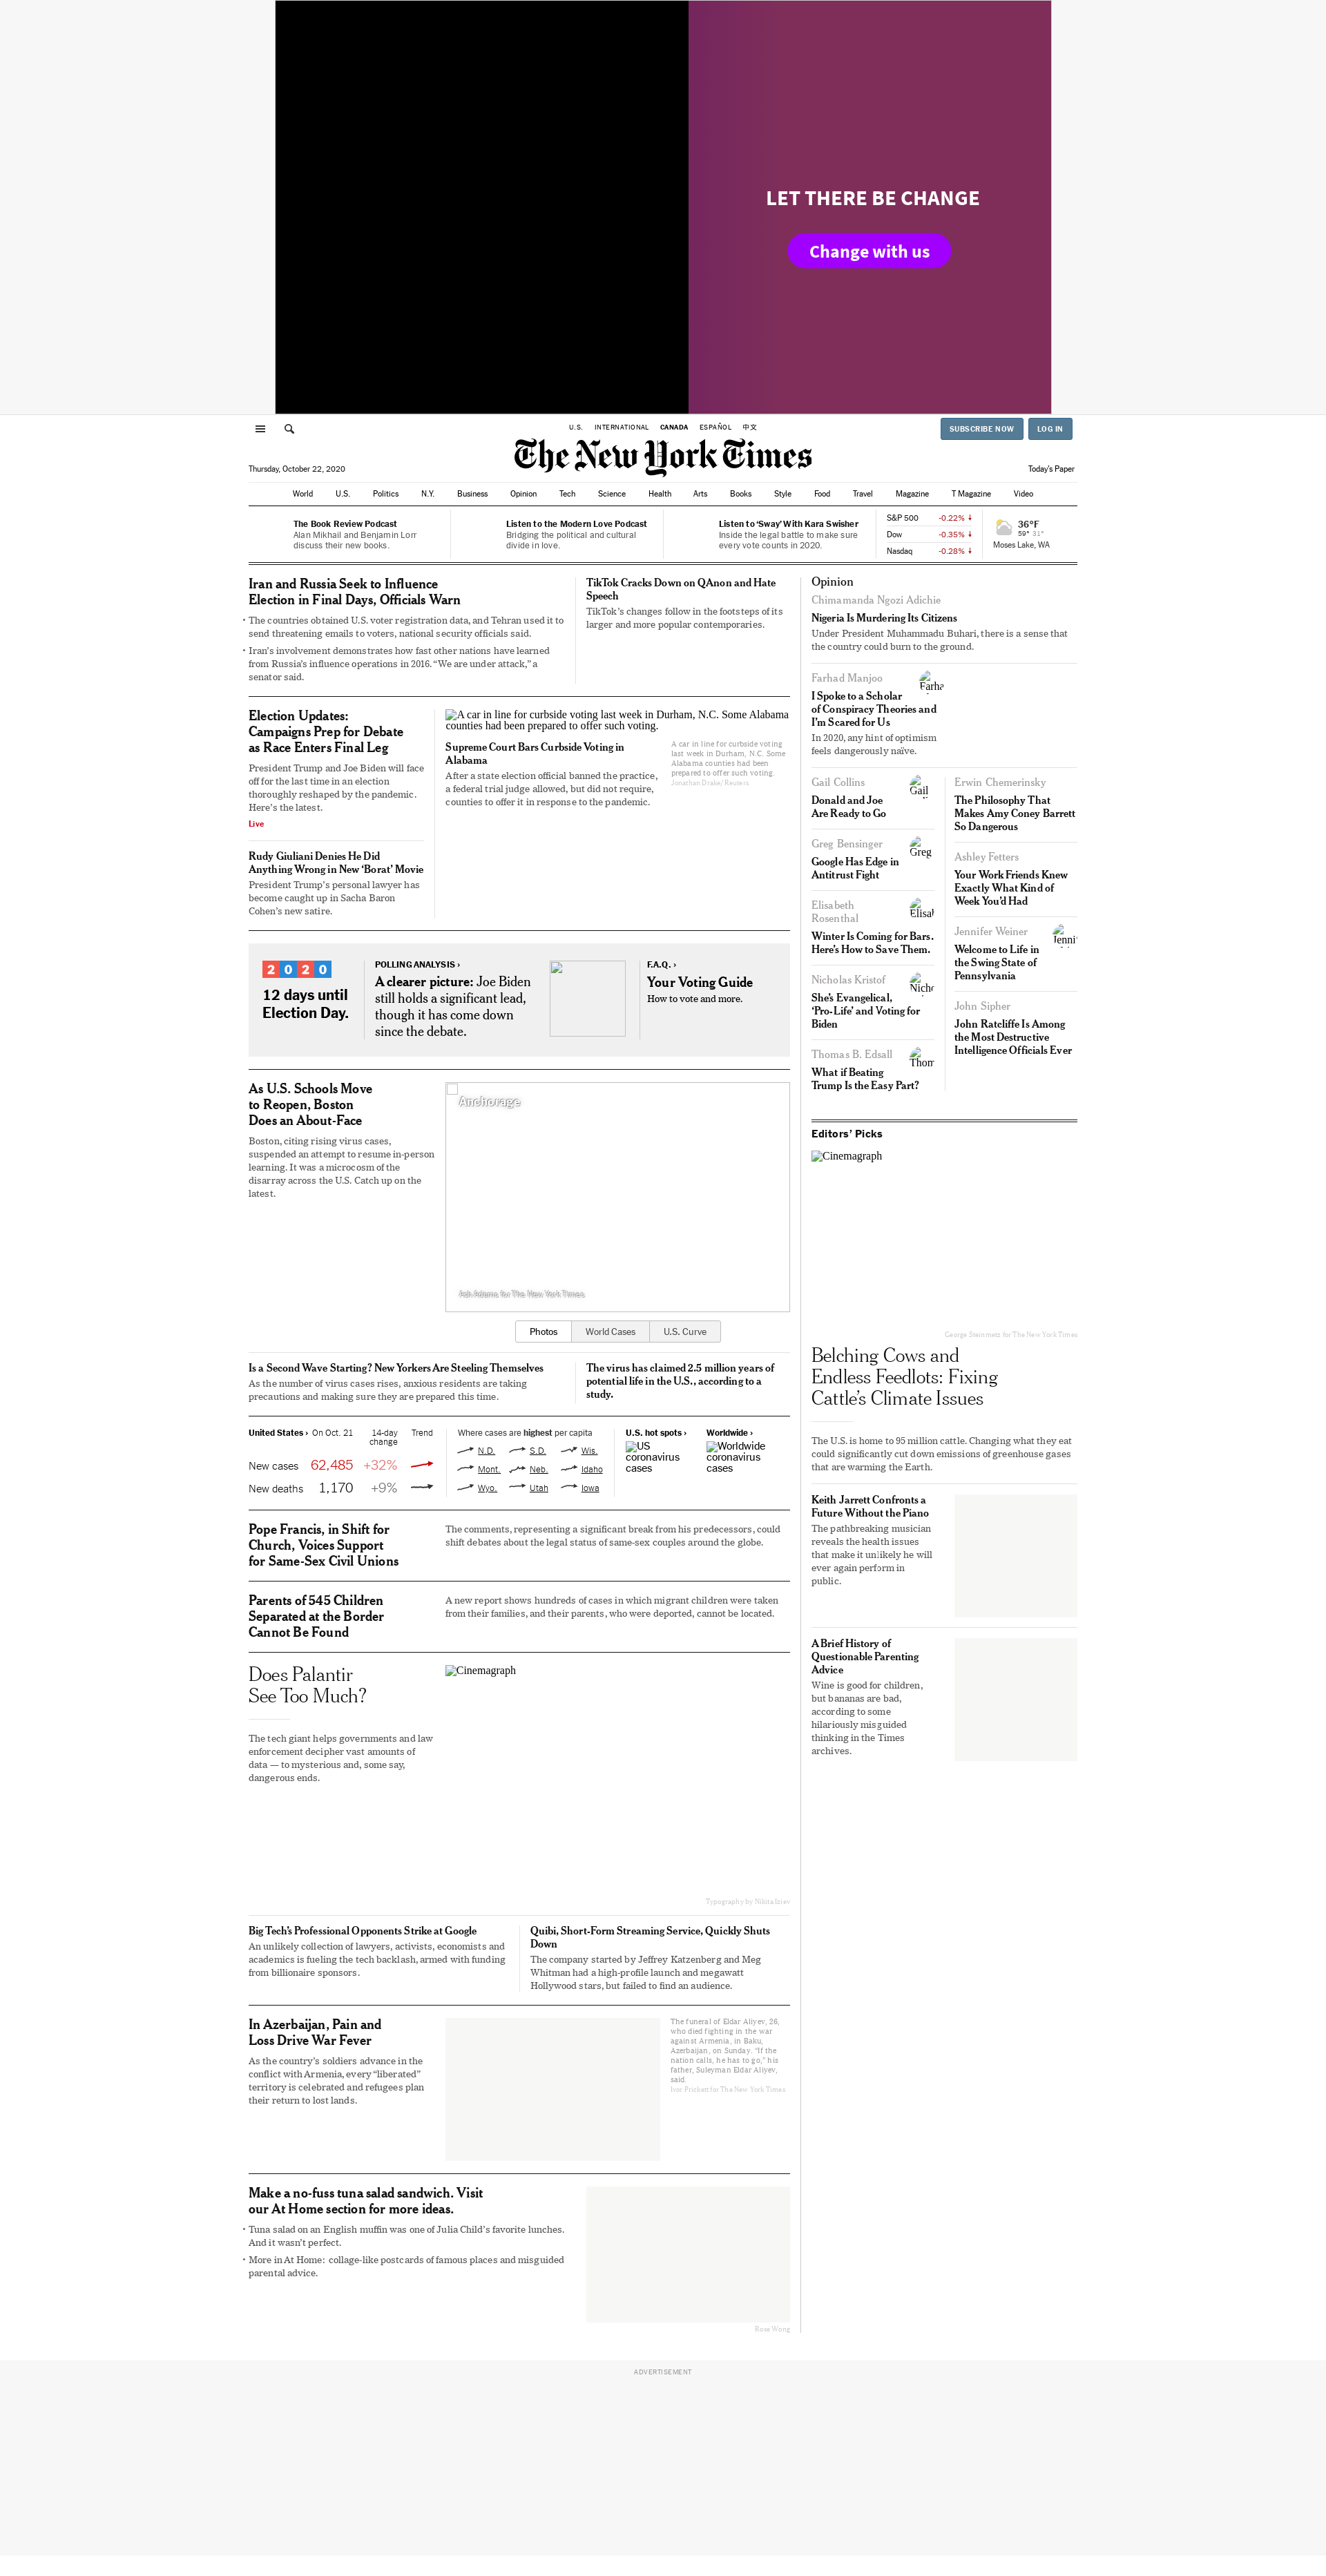 LET THERE BE CHANGE
Change with us
U.S. INTERNATIONAL CANADA ESPAÑOL 中文
SUBSCRIBE NOW LOG IN
The New York Times
Thursday, October 22, 2020
Today's Paper
World U.S. Politics N.Y. Business Opinion Tech Science Health Arts Books Style Food Travel Magazine T Magazine Video
The Book Review Podcast
Alan Mikhail and Benjamin Lorr
discuss their new books.
Listen to the Modern Love Podcast
Bridging the political and cultural
divide in love.
Listen to ‘Sway’ With Kara Swisher
Inside the legal battle to make sure
every vote counts in 2020.
S&P 500 -0.22%
Dow -0.35%
Nasdaq -0.28%
36°F
59° 31°
Moses Lake, WA
Iran and Russia Seek to Influence
Election in Final Days, Officials Warn
• The countries obtained U.S. voter registration data, and Tehran used it to
send threatening emails to voters, national security officials said.
• Iran’s involvement demonstrates how fast other nations have learned
from Russia’s influence operations in 2016. “We are under attack,” a
senator said.
TikTok Cracks Down on QAnon and Hate
Speech
TikTok’s changes follow in the footsteps of its
larger and more popular contemporaries.
Election Updates:
Campaigns Prep for Debate
as Race Enters Final Leg
President Trump and Joe Biden will face
off for the last time in an election
thoroughly reshaped by the pandemic.
Here’s the latest.
Live
Rudy Giuliani Denies He Did
Anything Wrong in New ‘Borat’ Movie
President Trump’s personal lawyer has
become caught up in Sacha Baron
Cohen’s new satire.
A car in line for curbside voting last week in Durham, N.C. Some Alabama
counties had been prepared to offer such voting.
Supreme Court Bars Curbside Voting in
Alabama
After a state election official banned the practice,
a federal trial judge allowed, but did not require,
counties to offer it in response to the pandemic.
A car in line for curbside voting
last week in Durham, N.C. Some
Alabama counties had been
prepared to offer such voting.
Jonathan Drake/Reuters
2020
12 days until
Election Day.
POLLING ANALYSIS ›
A clearer picture: Joe Biden
still holds a significant lead,
though it has come down
since the debate.
F.A.Q. ›
Your Voting Guide
How to vote and more.
As U.S. Schools Move
to Reopen, Boston
Does an About-Face
Boston, citing rising virus cases,
suspended an attempt to resume in-person
learning. It was a microcosm of the
disarray across the U.S. Catch up on the
latest.
Anchorage
Ash Adams for The New York Times
Photos World Cases U.S. Curve
Is a Second Wave Starting? New Yorkers Are Steeling Themselves
As the number of virus cases rises, anxious residents are taking
precautions and making sure they are prepared this time.
The virus has claimed 2.5 million years of
potential life in the U.S., according to a
study.
United States › On Oct. 21 14-day
change Trend
New cases 62,485 +32%
New deaths 1,170 +9%
Where cases are highest per capita
N.D. S.D. Wis.
Mont. Neb. Idaho
Wyo. Utah Iowa
U.S. hot spots ›
US
coronavirus
cases
Worldwide ›
Worldwide
coronavirus
cases
Pope Francis, in Shift for
Church, Voices Support
for Same-Sex Civil Unions
The comments, representing a significant break from his predecessors, could
shift debates about the legal status of same-sex couples around the globe.
Parents of 545 Children
Separated at the Border
Cannot Be Found
A new report shows hundreds of cases in which migrant children were taken
from their families, and their parents, who were deported, cannot be located.
Does Palantir
See Too Much?
The tech giant helps governments and law
enforcement decipher vast amounts of
data — to mysterious and, some say,
dangerous ends.
Cinemagraph
Typography by Nikita Iziev
Big Tech’s Professional Opponents Strike at Google
An unlikely collection of lawyers, activists, economists and
academics is fueling the tech backlash, armed with funding
from billionaire sponsors.
Quibi, Short-Form Streaming Service, Quickly Shuts
Down
The company started by Jeffrey Katzenberg and Meg
Whitman had a high-profile launch and megawatt
Hollywood stars, but failed to find an audience.
In Azerbaijan, Pain and
Loss Drive War Fever
As the country’s soldiers advance in the
conflict with Armenia, every “liberated”
territory is celebrated and refugees plan
their return to lost lands.
The funeral of Eldar Aliyev, 26,
who died fighting in the war
against Armenia, in Baku,
Azerbaijan, on Sunday. “If the
nation calls, he has to go,” his
father, Suleyman Eldar Aliyev,
said.
Ivor Prickett for The New York Times
Make a no-fuss tuna salad sandwich. Visit
our At Home section for more ideas.
• Tuna salad on an English muffin was one of Julia Child’s favorite lunches.
And it wasn’t perfect.
• More in At Home: collage-like postcards of famous places and misguided
parental advice.
Rose Wong
Opinion
Chimamanda Ngozi Adichie
Nigeria Is Murdering Its Citizens
Under President Muhammadu Buhari, there is a sense that
the country could burn to the ground.
Farhad Manjoo
Farha
I Spoke to a Scholar
of Conspiracy Theories and
I’m Scared for Us
In 2020, any hint of optimism
feels dangerously naïve.
Gail Collins
Gail
Donald and Joe
Are Ready to Go
Greg Bensinger
Greg
Google Has Edge in
Antitrust Fight
Elisabeth
Rosenthal
Elisal
Winter Is Coming for Bars.
Here’s How to Save Them.
Nicholas Kristof
Nicho
She’s Evangelical,
‘Pro-Life’ and Voting for
Biden
Thomas B. Edsall
Thom
What if Beating
Trump Is the Easy Part?
Erwin Chemerinsky
The Philosophy That
Makes Amy Coney Barrett
So Dangerous
Ashley Fetters
Your Work Friends Knew
Exactly What Kind of
Week You’d Had
Jennifer Weiner
Jennif
Welcome to Life in
the Swing State of
Pennsylvania
John Sipher
John Ratcliffe Is Among
the Most Destructive
Intelligence Officials Ever
Editors’ Picks
Cinemagraph
George Steinmetz for The New York Times
Belching Cows and
Endless Feedlots: Fixing
Cattle’s Climate Issues
The U.S. is home to 95 million cattle. Changing what they eat
could significantly cut down emissions of greenhouse gases
that are warming the Earth.
Keith Jarrett Confronts a
Future Without the Piano
The pathbreaking musician
reveals the health issues
that make it unlikely he will
ever again perform in
public.
A Brief History of
Questionable Parenting
Advice
Wine is good for children,
but bananas are bad,
according to some
hilariously misguided
thinking in the Times
archives.
ADVERTISEMENT